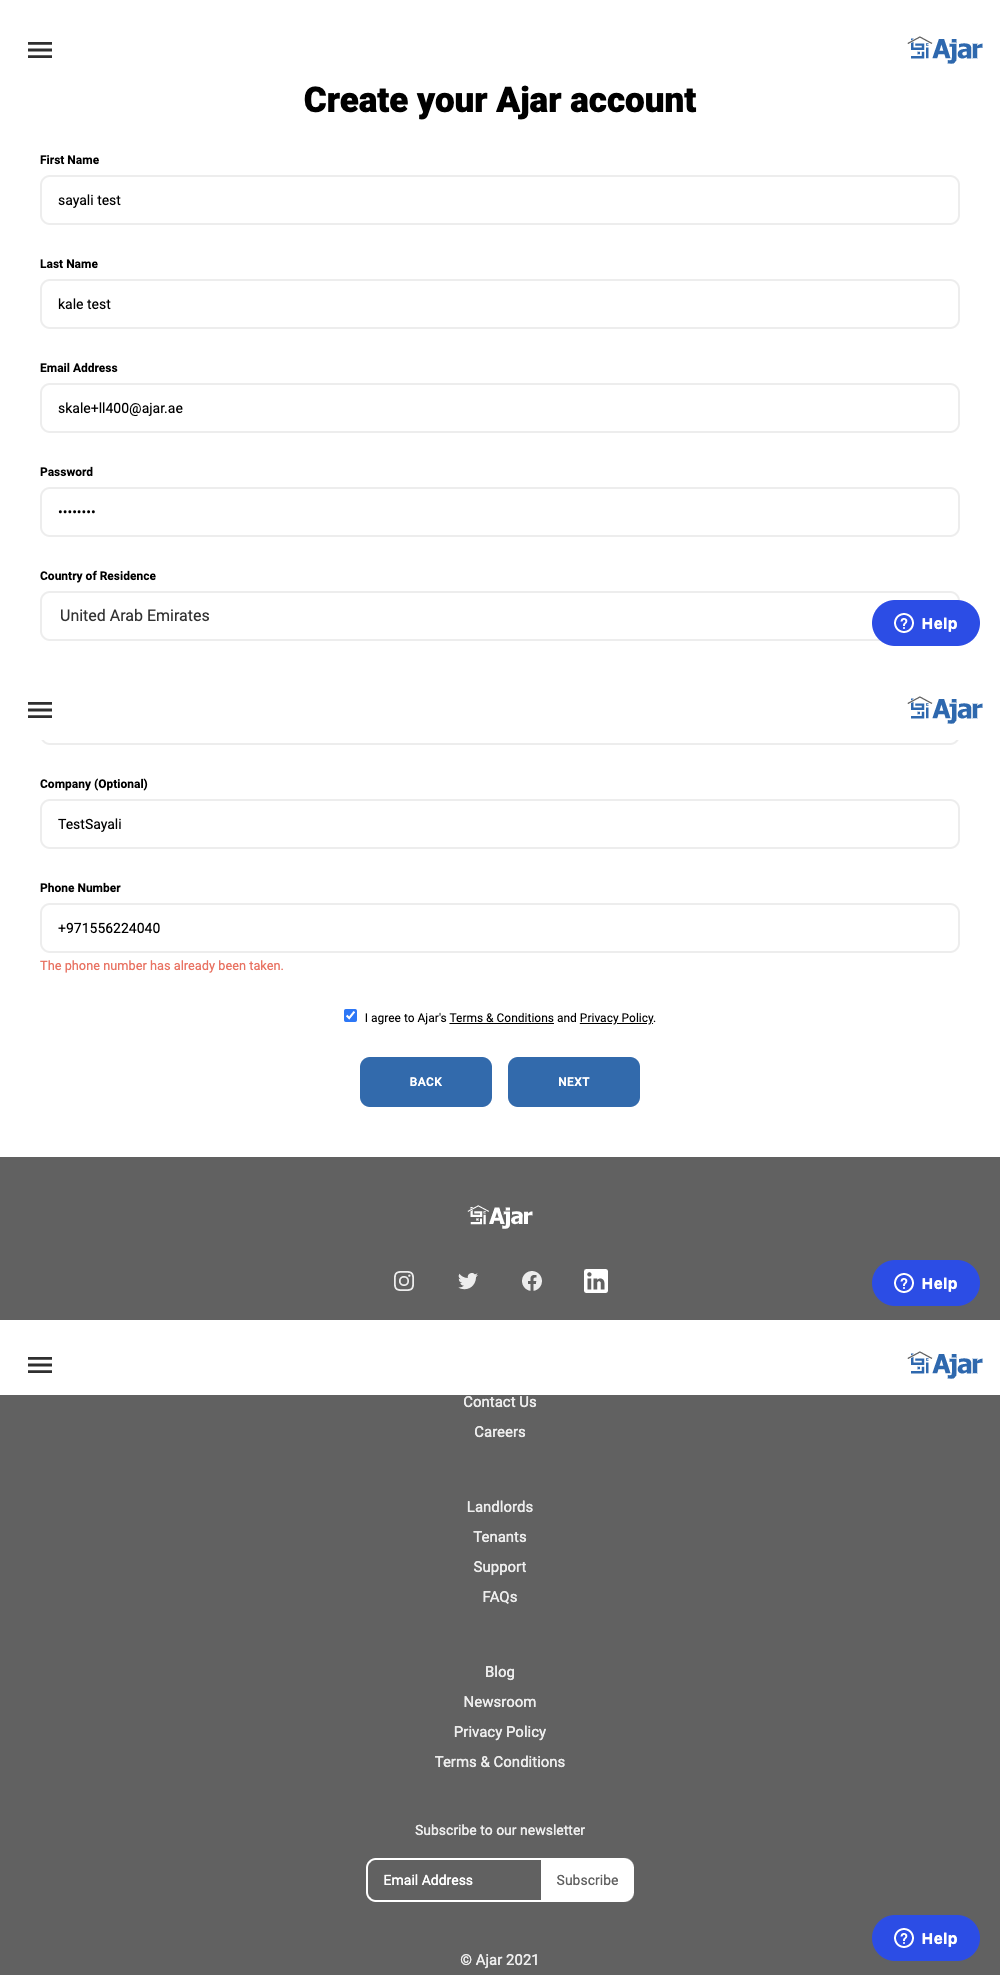 Ajar
Create your Ajar account
First Name
sayali test
Last Name
kale test
Email Address
skale+ll400@ajar.ae
Password
••••••••
Country of Residence
United Arab Emirates
Help
Ajar
Company (Optional)
TestSayali
Phone Number
+971556224040
The phone number has already been taken.
I agree to Ajar's Terms & Conditions and Privacy Policy.
BACK
NEXT
Ajar
in
Help
Ajar
Contact Us
Careers
Landlords
Tenants
Support
FAQs
Blog
Newsroom
Privacy Policy
Terms & Conditions
Subscribe to our newsletter
Email Address
Subscribe
Help
© Ajar 2021